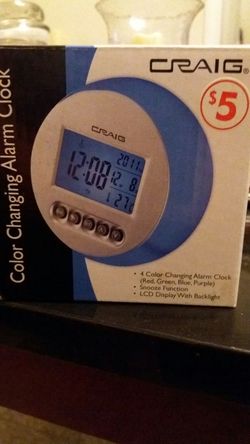 Color Changing Alarm Clock
CRAIG
$5
CRAIG
2011
12:08 12 8
27
• 4 Color Changing Alarm Clock
(Red, Green, Blue, Purple)
• Snooze Function
• LCD Display With Backlight